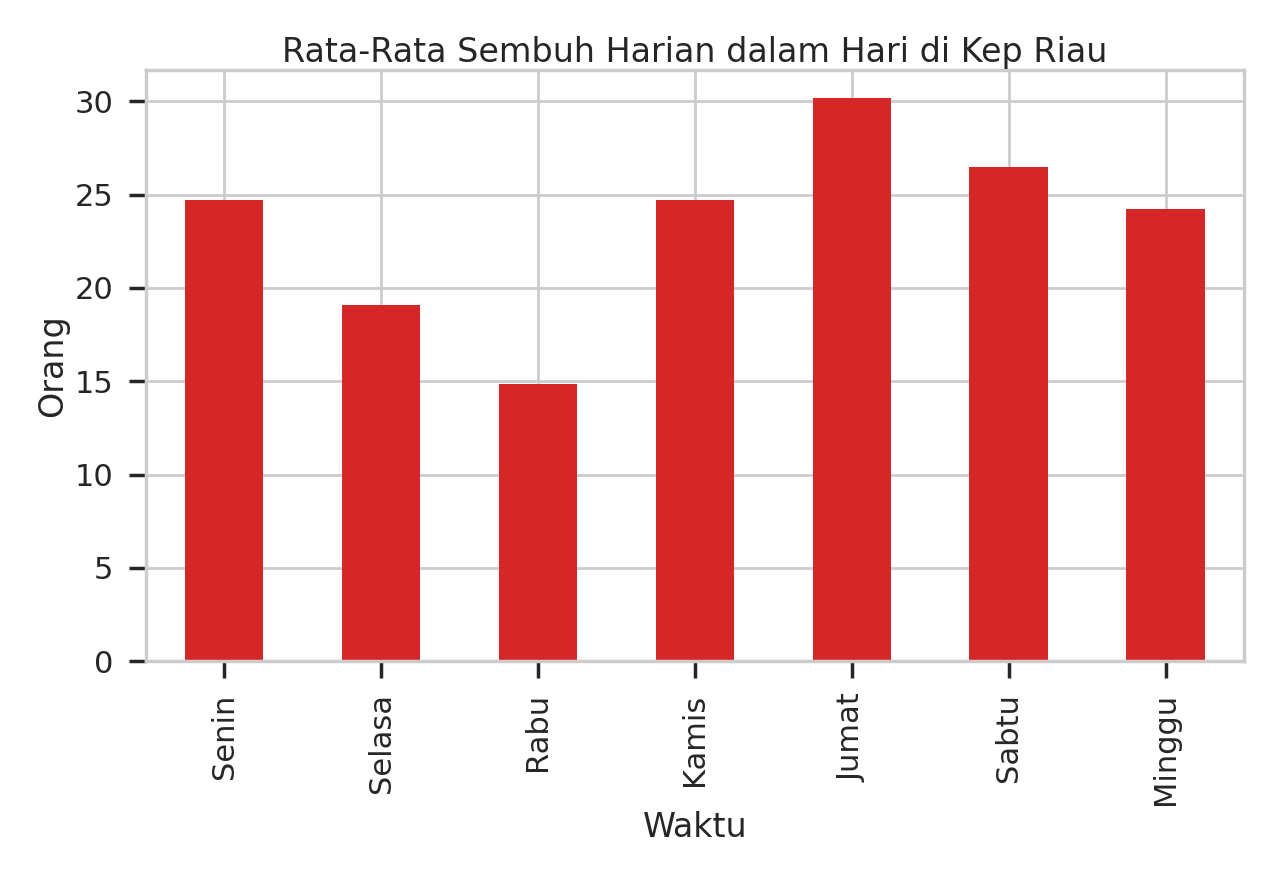 Rata-Rata Sembuh Harian dalam Hari di Kep Riau
30
25
20
15
10
5
0
Orang
Senin
Selasa
Rabu
Kamis
Jumat
Sabtu
Minggu
Waktu